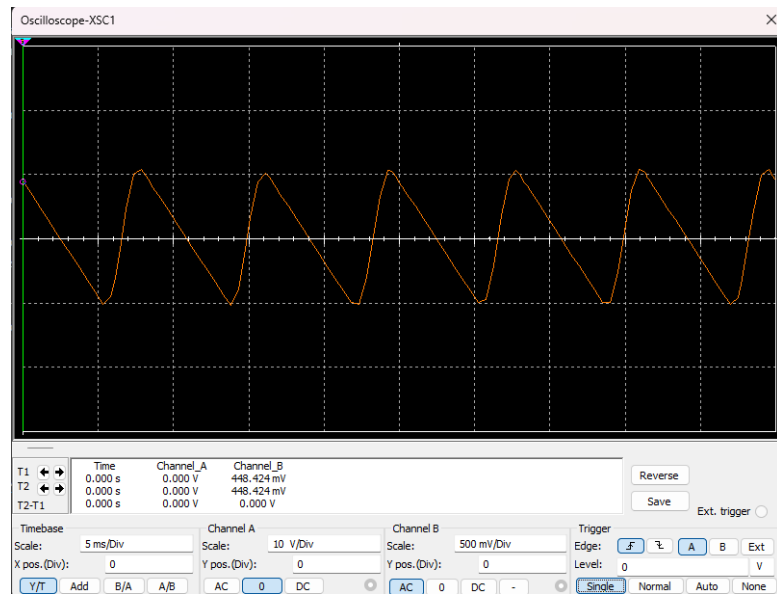 Oscilloscope-XSC1
Time Channel_A Channel_B
T1 0.000 s 0.000 V 448.424 mV
T2 0.000 s 0.000 V 448.424 mV
T2-T1 0.000 s 0.000 V 0.000 V
Reverse
Save
Ext. trigger
Timebase Channel A Channel B Trigger
Scale: 5 ms/Div Scale: 10 V/Div Scale: 500 mV/Div Edge: A B Ext
X pos.(Div): 0 Y pos.(Div): 0 Y pos.(Div): 0 Level: 0 V
Y/T Add B/A A/B AC 0 DC AC 0 DC - Single Normal Auto None